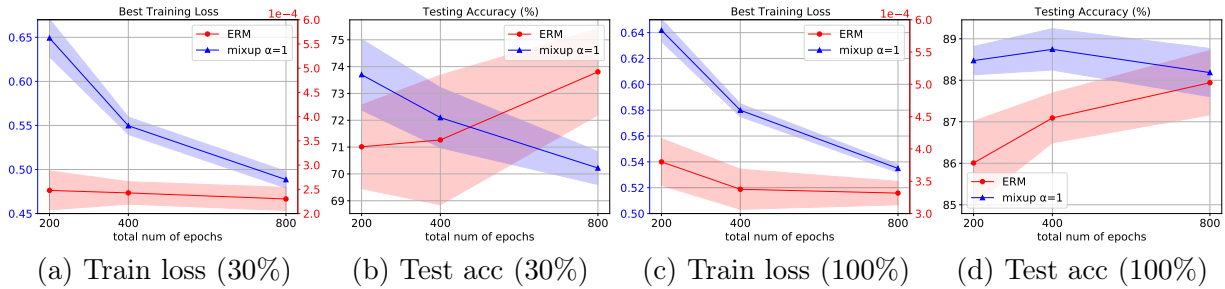 Best Training Loss
1e−4
ERM
mixup α=1
0.65
0.60
0.55
0.50
0.45
6.0
5.5
5.0
4.5
4.0
3.5
3.0
2.5
2.0
200
400
800
total num of epochs
(a) Train loss (30%)
Testing Accuracy (%)
ERM
mixup α=1
75
74
73
72
71
70
69
200
400
800
total num of epochs
(b) Test acc (30%)
Best Training Loss
1e−4
ERM
mixup α=1
0.64
0.62
0.60
0.58
0.56
0.54
0.52
0.50
6.0
5.5
5.0
4.5
4.0
3.5
3.0
200
400
800
total num of epochs
(c) Train loss (100%)
Testing Accuracy (%)
89
88
87
86
85
ERM
mixup α=1
200
400
800
total num of epochs
(d) Test acc (100%)